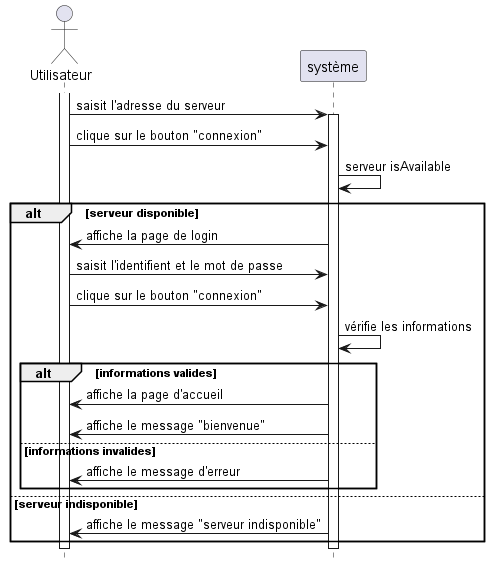 Utilisateur
système
saisit l'adresse du serveur
clique sur le bouton "connexion"
serveur isAvailable
alt [serveur disponible]
affiche la page de login
saisit l'identifient et le mot de passe
clique sur le bouton "connexion"
vérifie les informations
alt [informations valides]
affiche la page d'accueil
affiche le message "bienvenue"
[informations invalides]
affiche le message d'erreur
[serveur indisponible]
affiche le message "serveur indisponible"